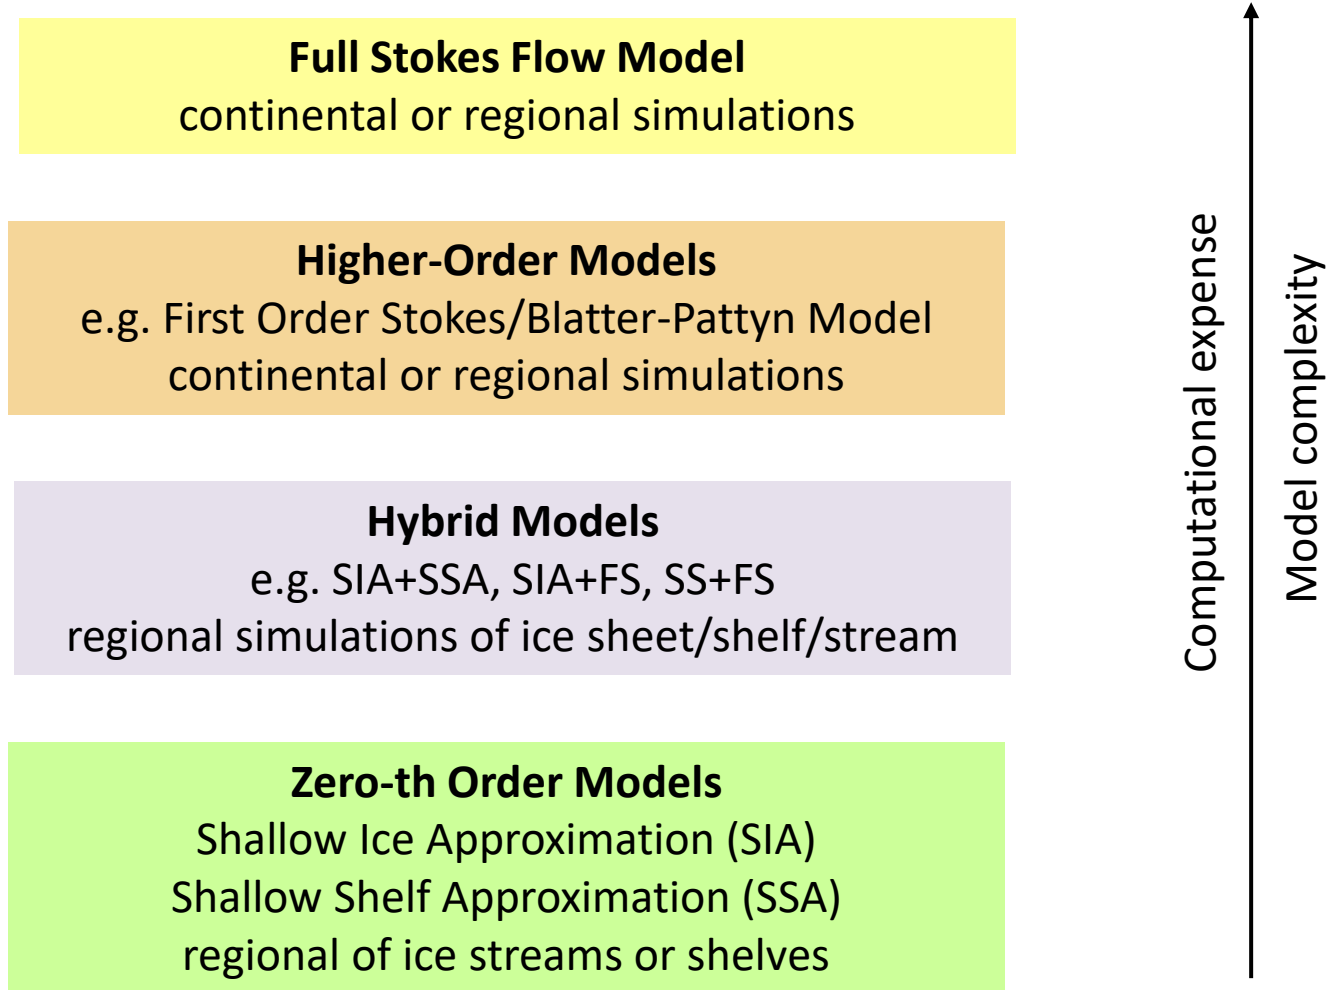 Full Stokes Flow Model
continental or regional simulations
Higher-Order Models
e.g. First Order Stokes/Blatter-Pattyn Model
continental or regional simulations
Hybrid Models
e.g. SIA+SSA, SIA+FS, SS+FS
regional simulations of ice sheet/shelf/stream
Zero-th Order Models
Shallow Ice Approximation (SIA)
Shallow Shelf Approximation (SSA)
regional of ice streams or shelves
Computational expense
Model complexity